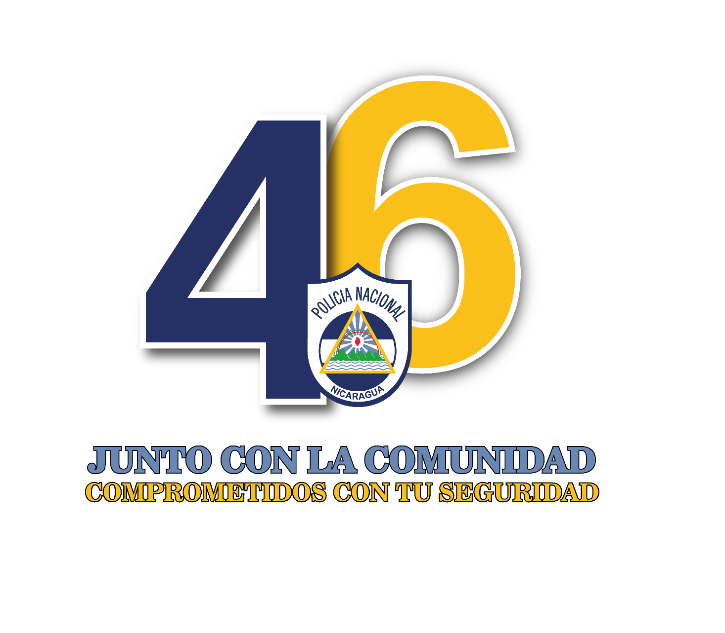 46
POLICIA NACIONAL
NICARAGUA
JUNTO CON LA COMUNIDAD
COMPROMETIDOS CON TU SEGURIDAD